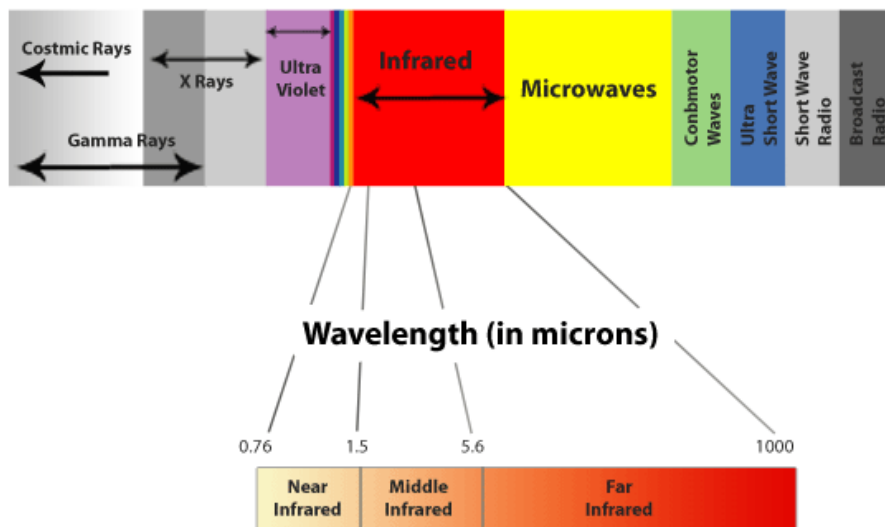 Costmic Rays
X Rays
Gamma Rays
Ultra
Violet
Infrared
Microwaves
Conbmotor
Waves
Ultra
Short Wave
Short Wave
Radio
Broadcast
Radio
Wavelength (in microns)
0.76
1.5
5.6
1000
Near
Infrared
Middle
Infrared
Far
Infrared